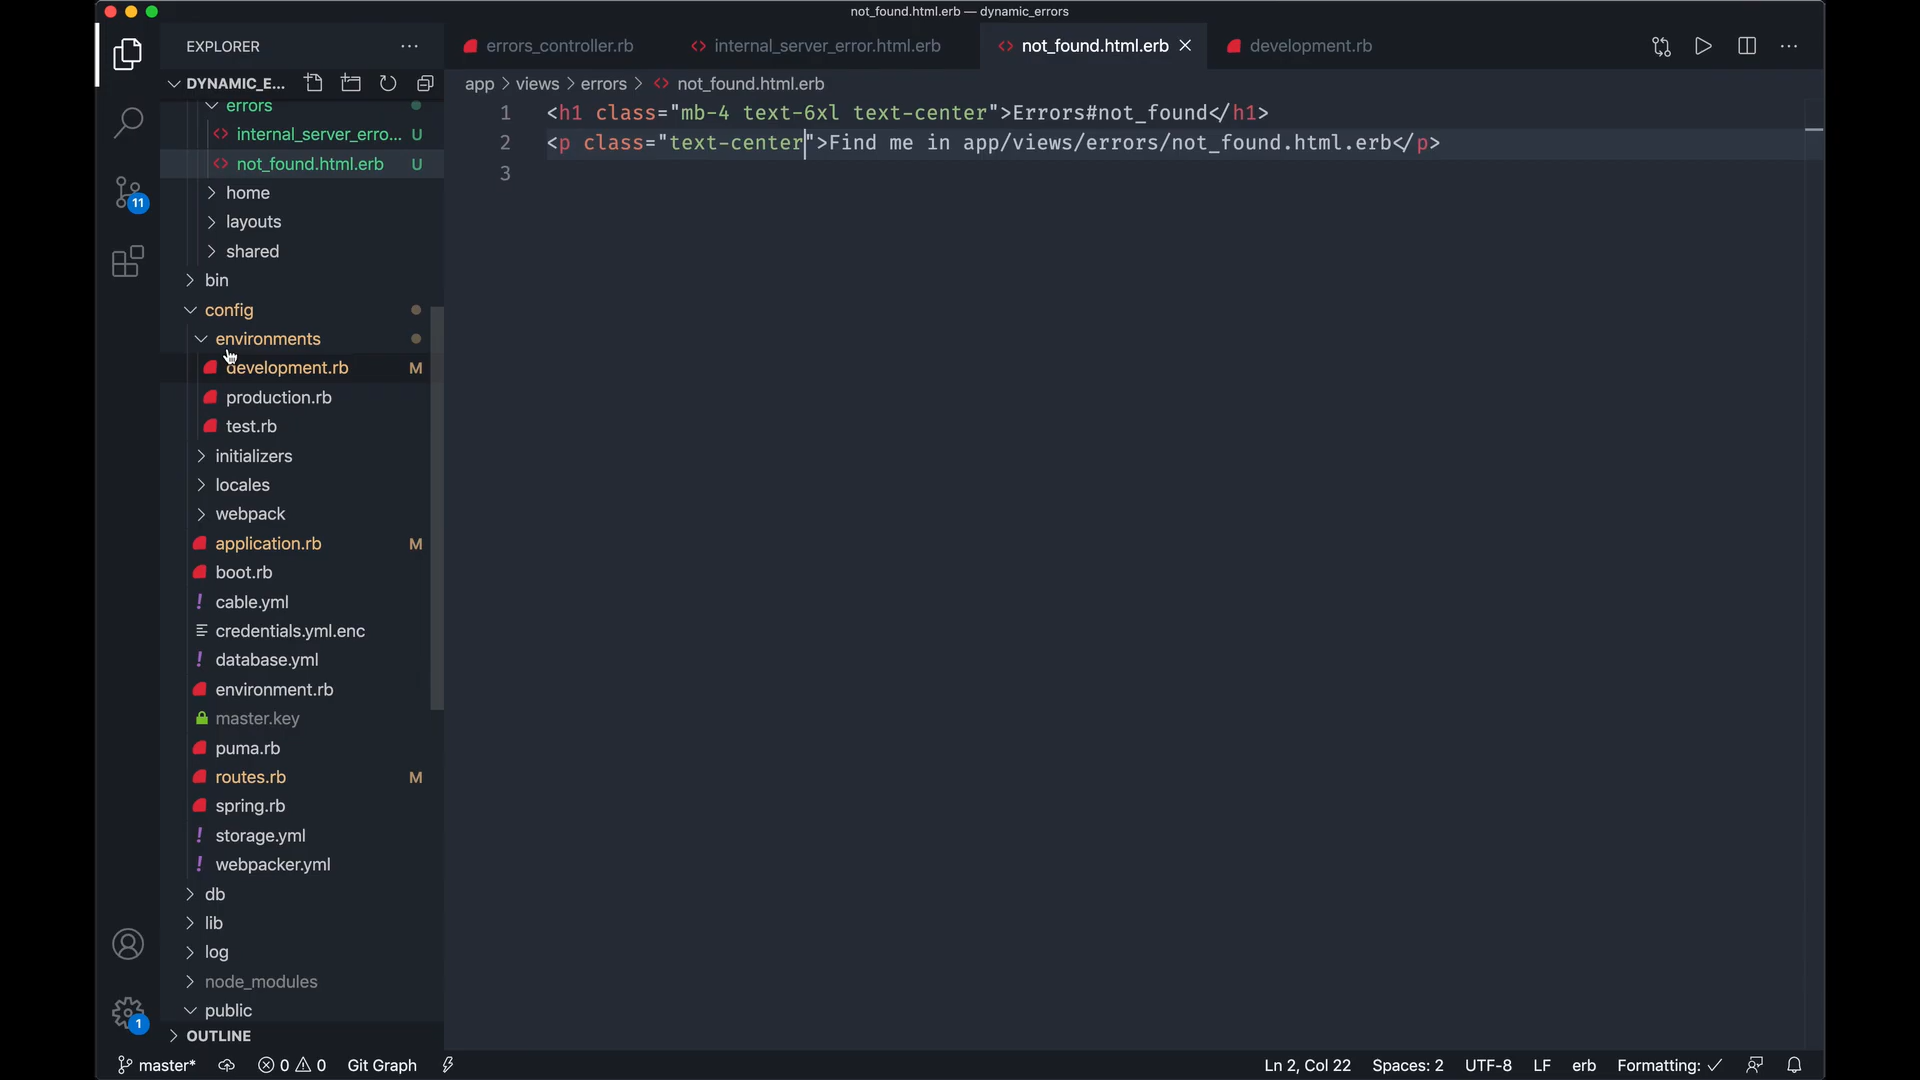 not_found.html.erb — dynamic_errors
EXPLORER
errors_controller.rb
internal_server_error.html.erb
not_found.html.erb
development.rb
DYNAMIC_E...
app > views > errors > not_found.html.erb
errors
internal_server_erro... U
not_found.html.erb U
home
layouts
shared
bin
config
environments
development.rb M
production.rb
test.rb
initializers
locales
webpack
application.rb M
boot.rb
! cable.yml
credentials.yml.enc
! database.yml
environment.rb
master.key
puma.rb
routes.rb M
spring.rb
! storage.yml
! webpacker.yml
db
lib
log
node_modules
public
OUTLINE
11
1
1 <h1 class="mb-4 text-6xl text-center">Errors#not_found</h1>
2 <p class="text-center">Find me in app/views/errors/not_found.html.erb</p>
3
master* 0 0 Git Graph
Ln 2, Col 22 Spaces: 2 UTF-8 LF erb Formatting: ✓